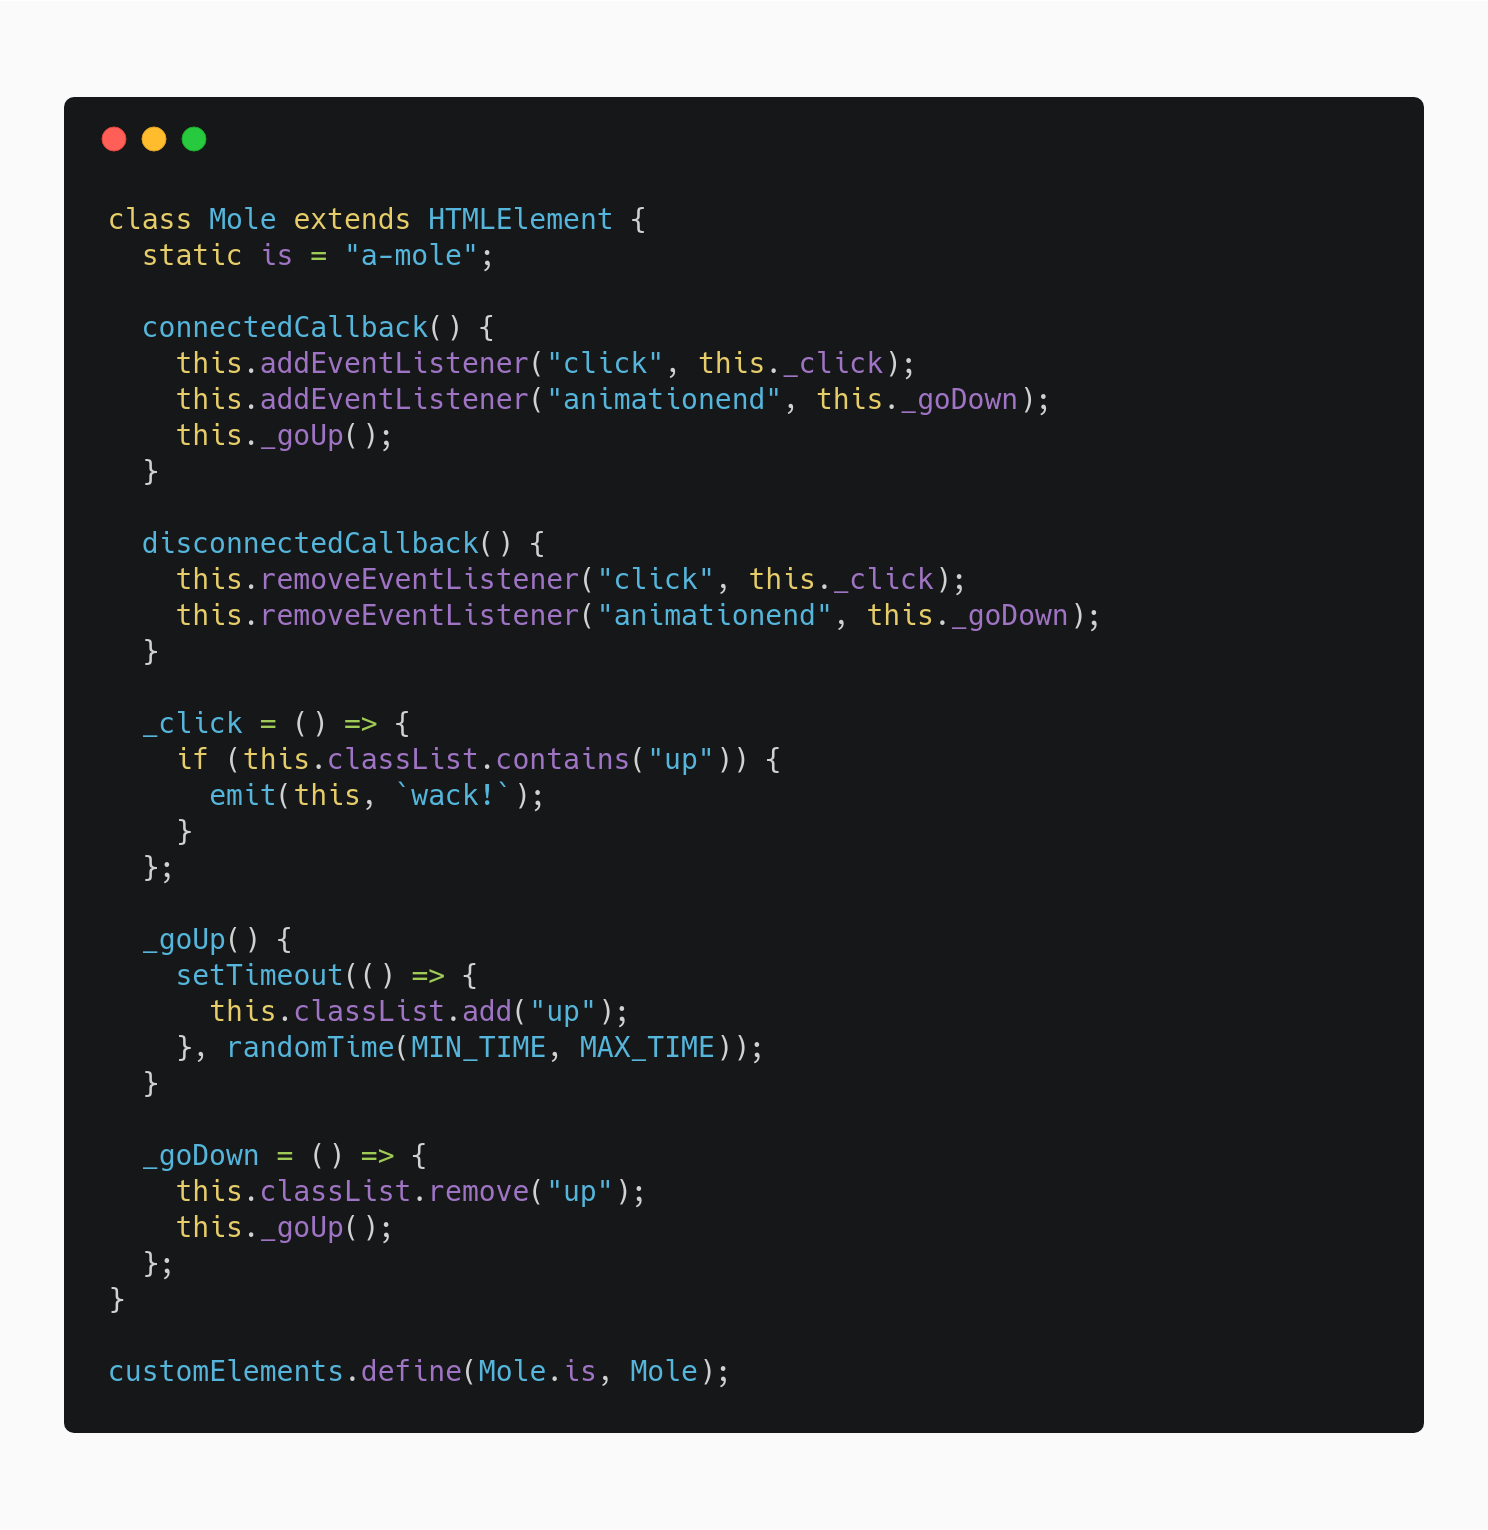 class Mole extends HTMLElement {
  static is = "a-mole";

  connectedCallback() {
    this.addEventListener("click", this._click);
    this.addEventListener("animationend", this._goDown);
    this._goUp();
  }

  disconnectedCallback() {
    this.removeEventListener("click", this._click);
    this.removeEventListener("animationend", this._goDown);
  }

  _click = () => {
    if (this.classList.contains("up")) {
      emit(this, `wack!`);
    }
  };

  _goUp() {
    setTimeout(() => {
      this.classList.add("up");
    }, randomTime(MIN_TIME, MAX_TIME));
  }

  _goDown = () => {
    this.classList.remove("up");
    this._goUp();
  };
}

customElements.define(Mole.is, Mole);